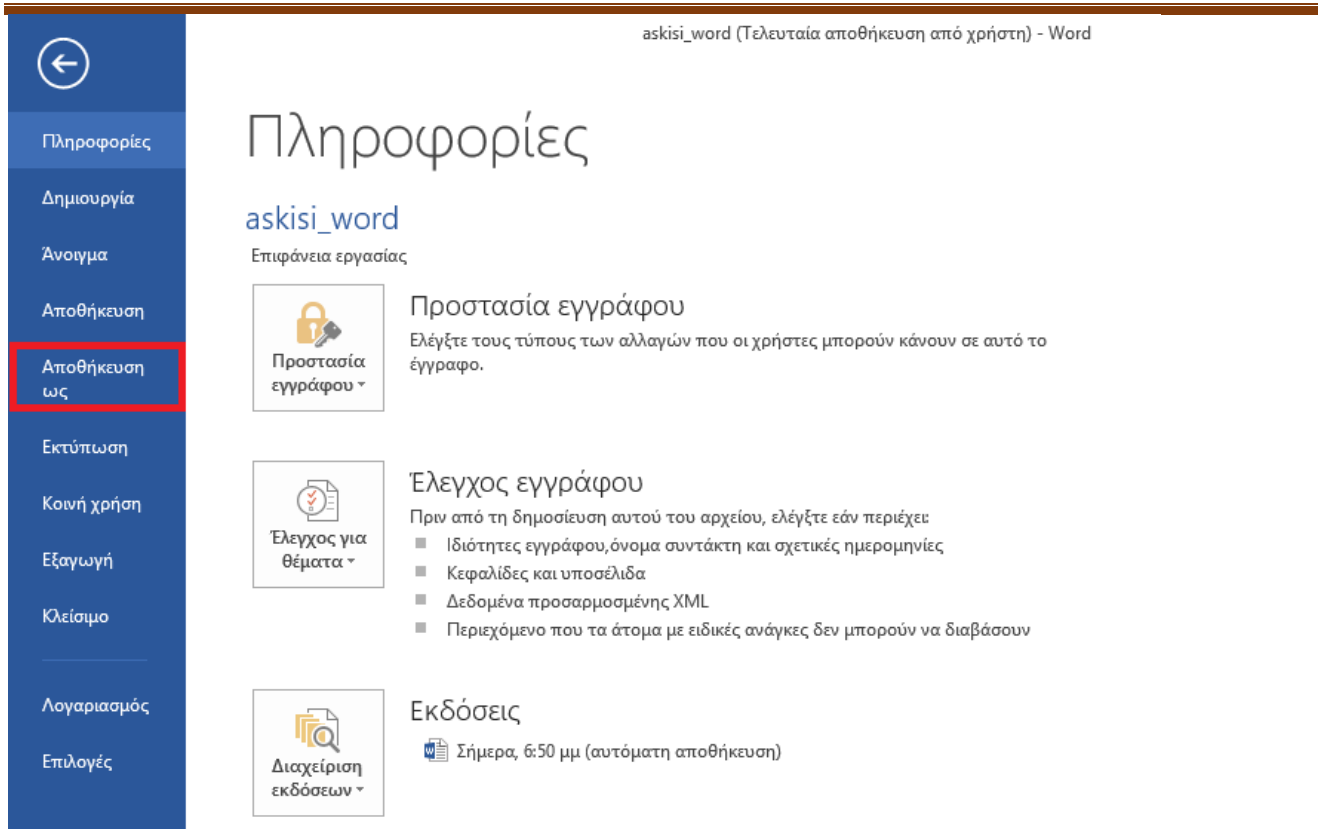 askisi_word (Τελευταία αποθήκευση από χρήστη) - Word
Πληροφορίες
Δημιουργία
Άνοιγμα
Αποθήκευση
Αποθήκευση
ως
Εκτύπωση
Κοινή χρήση
Εξαγωγή
Κλείσιμο
Λογαριασμός
Επιλογές
Πληροφορίες
askisi_word
Επιφάνεια εργασίας
Προστασία
εγγράφου
Προστασία εγγράφου
Ελέγξτε τους τύπους των αλλαγών που οι χρήστες μπορούν κάνουν σε αυτό το
έγγραφο.
Έλεγχος για
θέματα
Έλεγχος εγγράφου
Πριν από τη δημοσίευση αυτού του αρχείου, ελέγξτε εάν περιέχει:
Ιδιότητες εγγράφου,όνομα συντάκτη και σχετικές ημερομηνίες
Κεφαλίδες και υποσέλιδα
Δεδομένα προσαρμοσμένης XML
Περιεχόμενο που τα άτομα με ειδικές ανάγκες δεν μπορούν να διαβάσουν
Διαχείριση
εκδόσεων
Εκδόσεις
Σήμερα, 6:50 μμ (αυτόματη αποθήκευση)